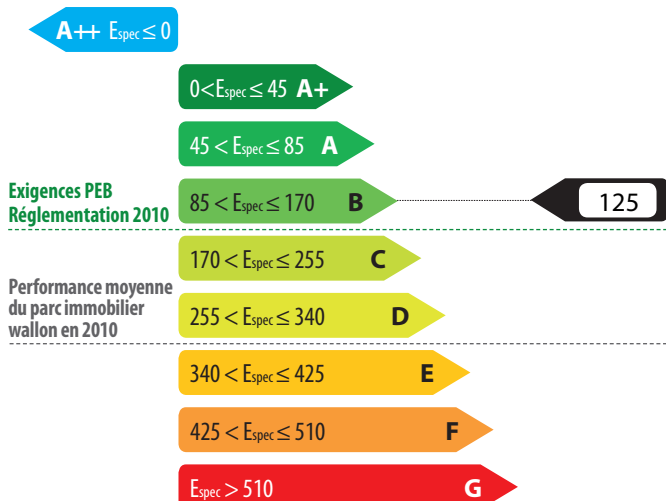 A++ Espec ≤ 0
0<Espec ≤ 45 A+
45 < Espec ≤ 85 A
Exigences PEB
Réglementation 2010
85 < Espec ≤ 170 B
125
170 < Espec ≤ 255 C
Performance moyenne
du parc immobilier
wallon en 2010
255 < Espec ≤ 340 D
340 < Espec ≤ 425 E
425 < Espec ≤ 510 F
Espec > 510 G